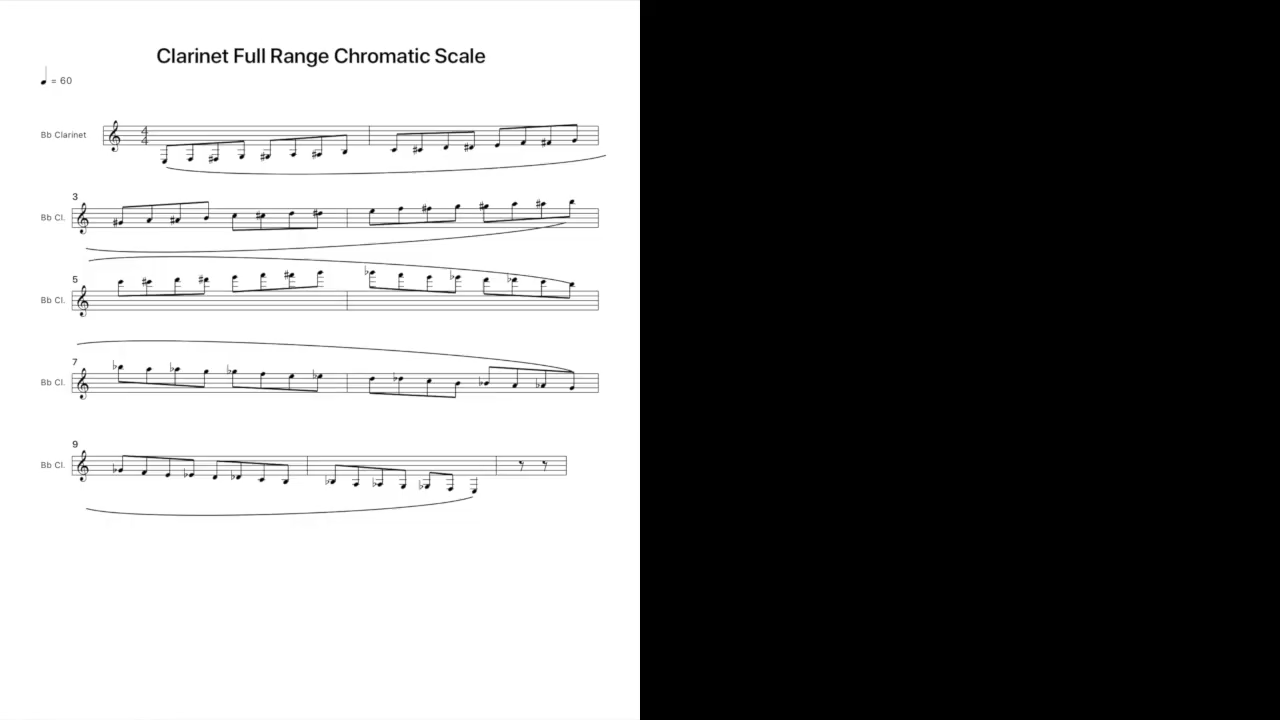 Clarinet Full Range Chromatic Scale
= 60
Bb Clarinet
4
4
3
Bb Cl.
5
Bb Cl.
7
Bb Cl.
9
Bb Cl.